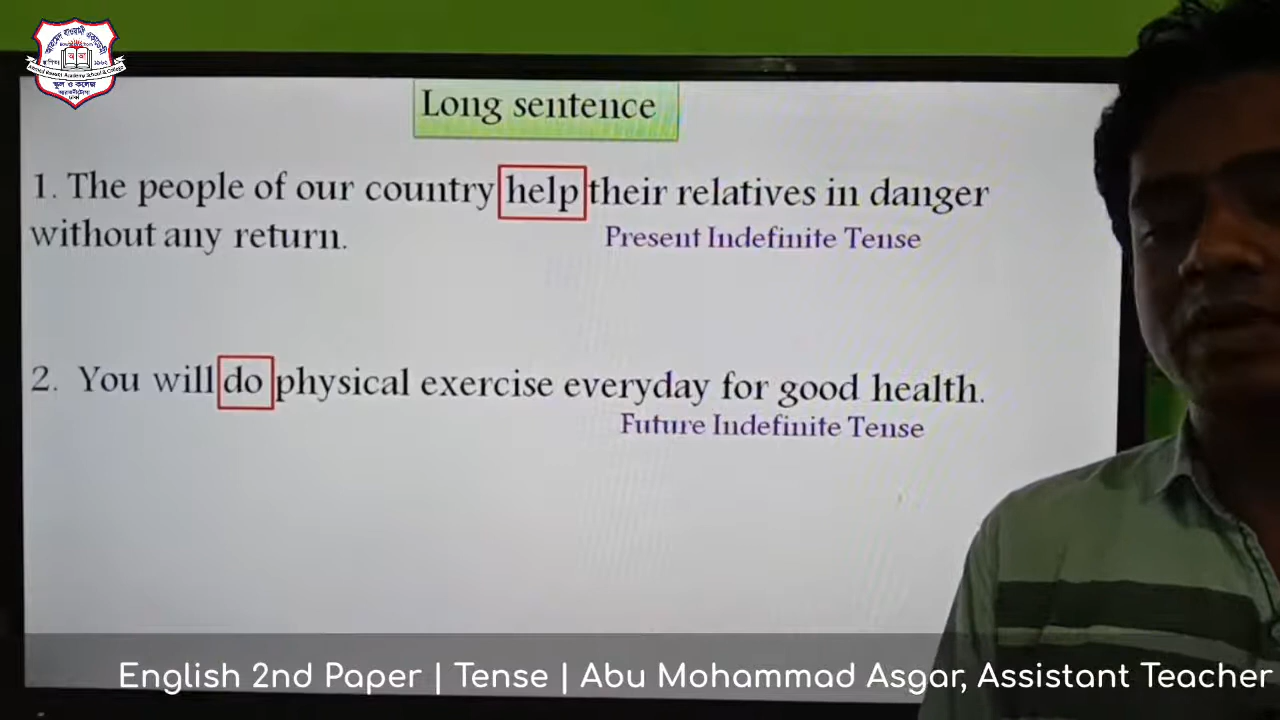 Long sentence
1. The people of our country help their relatives in danger
without any return.
Present Indefinite Tense
2. You will do physical exercise everyday for good health.
Future Indefinite Tense
English 2nd Paper | Tense | Abu Mohammad Asgar, Assistant Teacher
স্কুল ও কলেজ